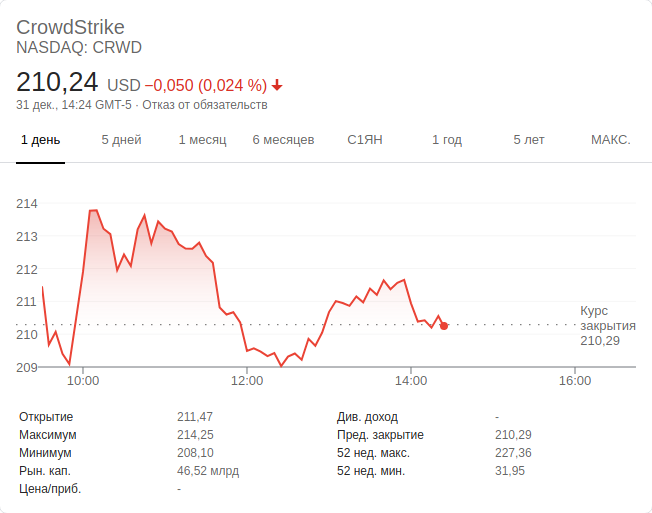 CrowdStrike
NASDAQ: CRWD
210,24 USD −0,050 (0,024 %)
31 дек., 14:24 GMT-5 · Отказ от обязательств
1 день 5 дней 1 месяц 6 месяцев С1ЯН 1 год 5 лет МАКС.
214
213
212
211
210
209
Курс
закрытия
210,29
10:00 12:00 14:00 16:00
Открытие 211,47
Максимум 214,25
Минимум 208,10
Рын. кап. 46,52 млрд
Цена/приб. -
Див. доход -
Пред. закрытие 210,29
52 нед. макс. 227,36
52 нед. мин. 31,95